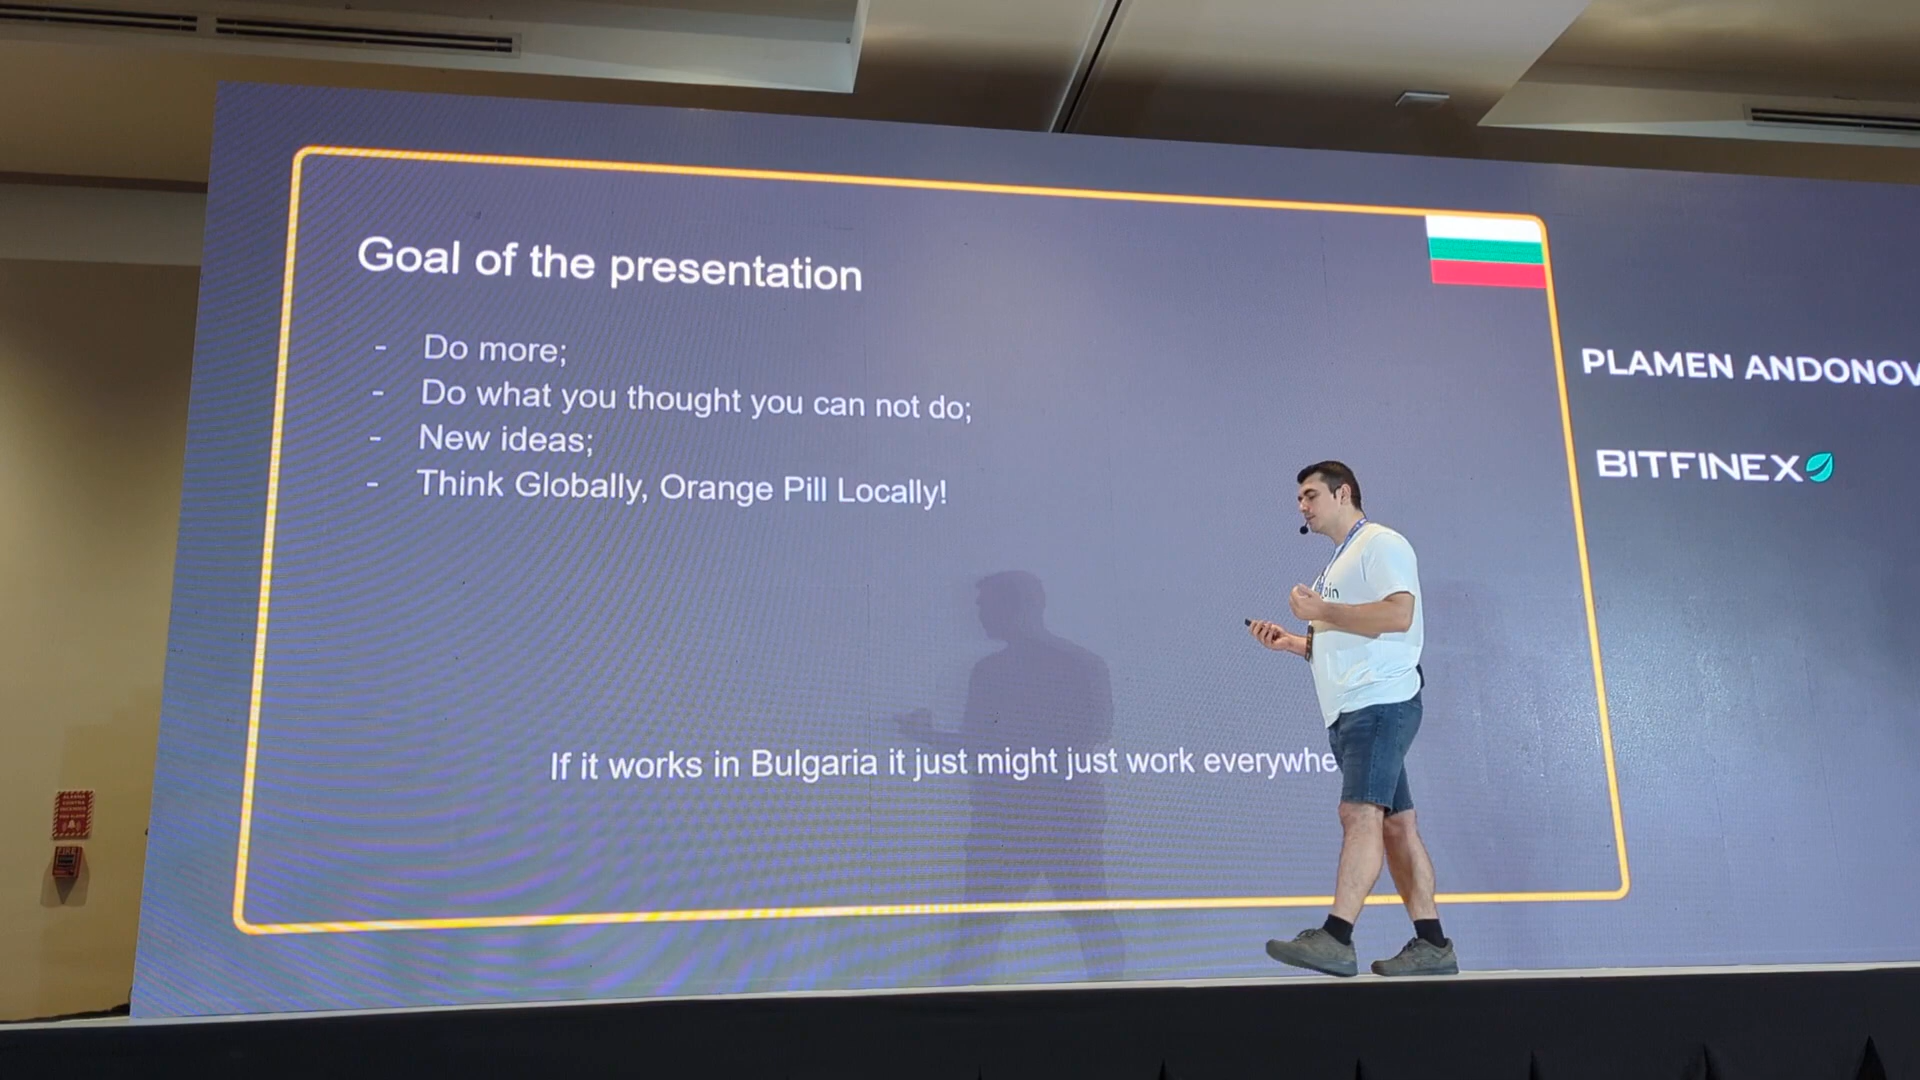 Goal of the presentation
- Do more;
- Do what you thought you can not do;
- New ideas;
- Think Globally, Orange Pill Locally!
If it works in Bulgaria it just might just work everywhe
PLAMEN ANDONOV
BITFINEX